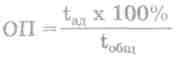 ОП = tад x 100% / tобщ